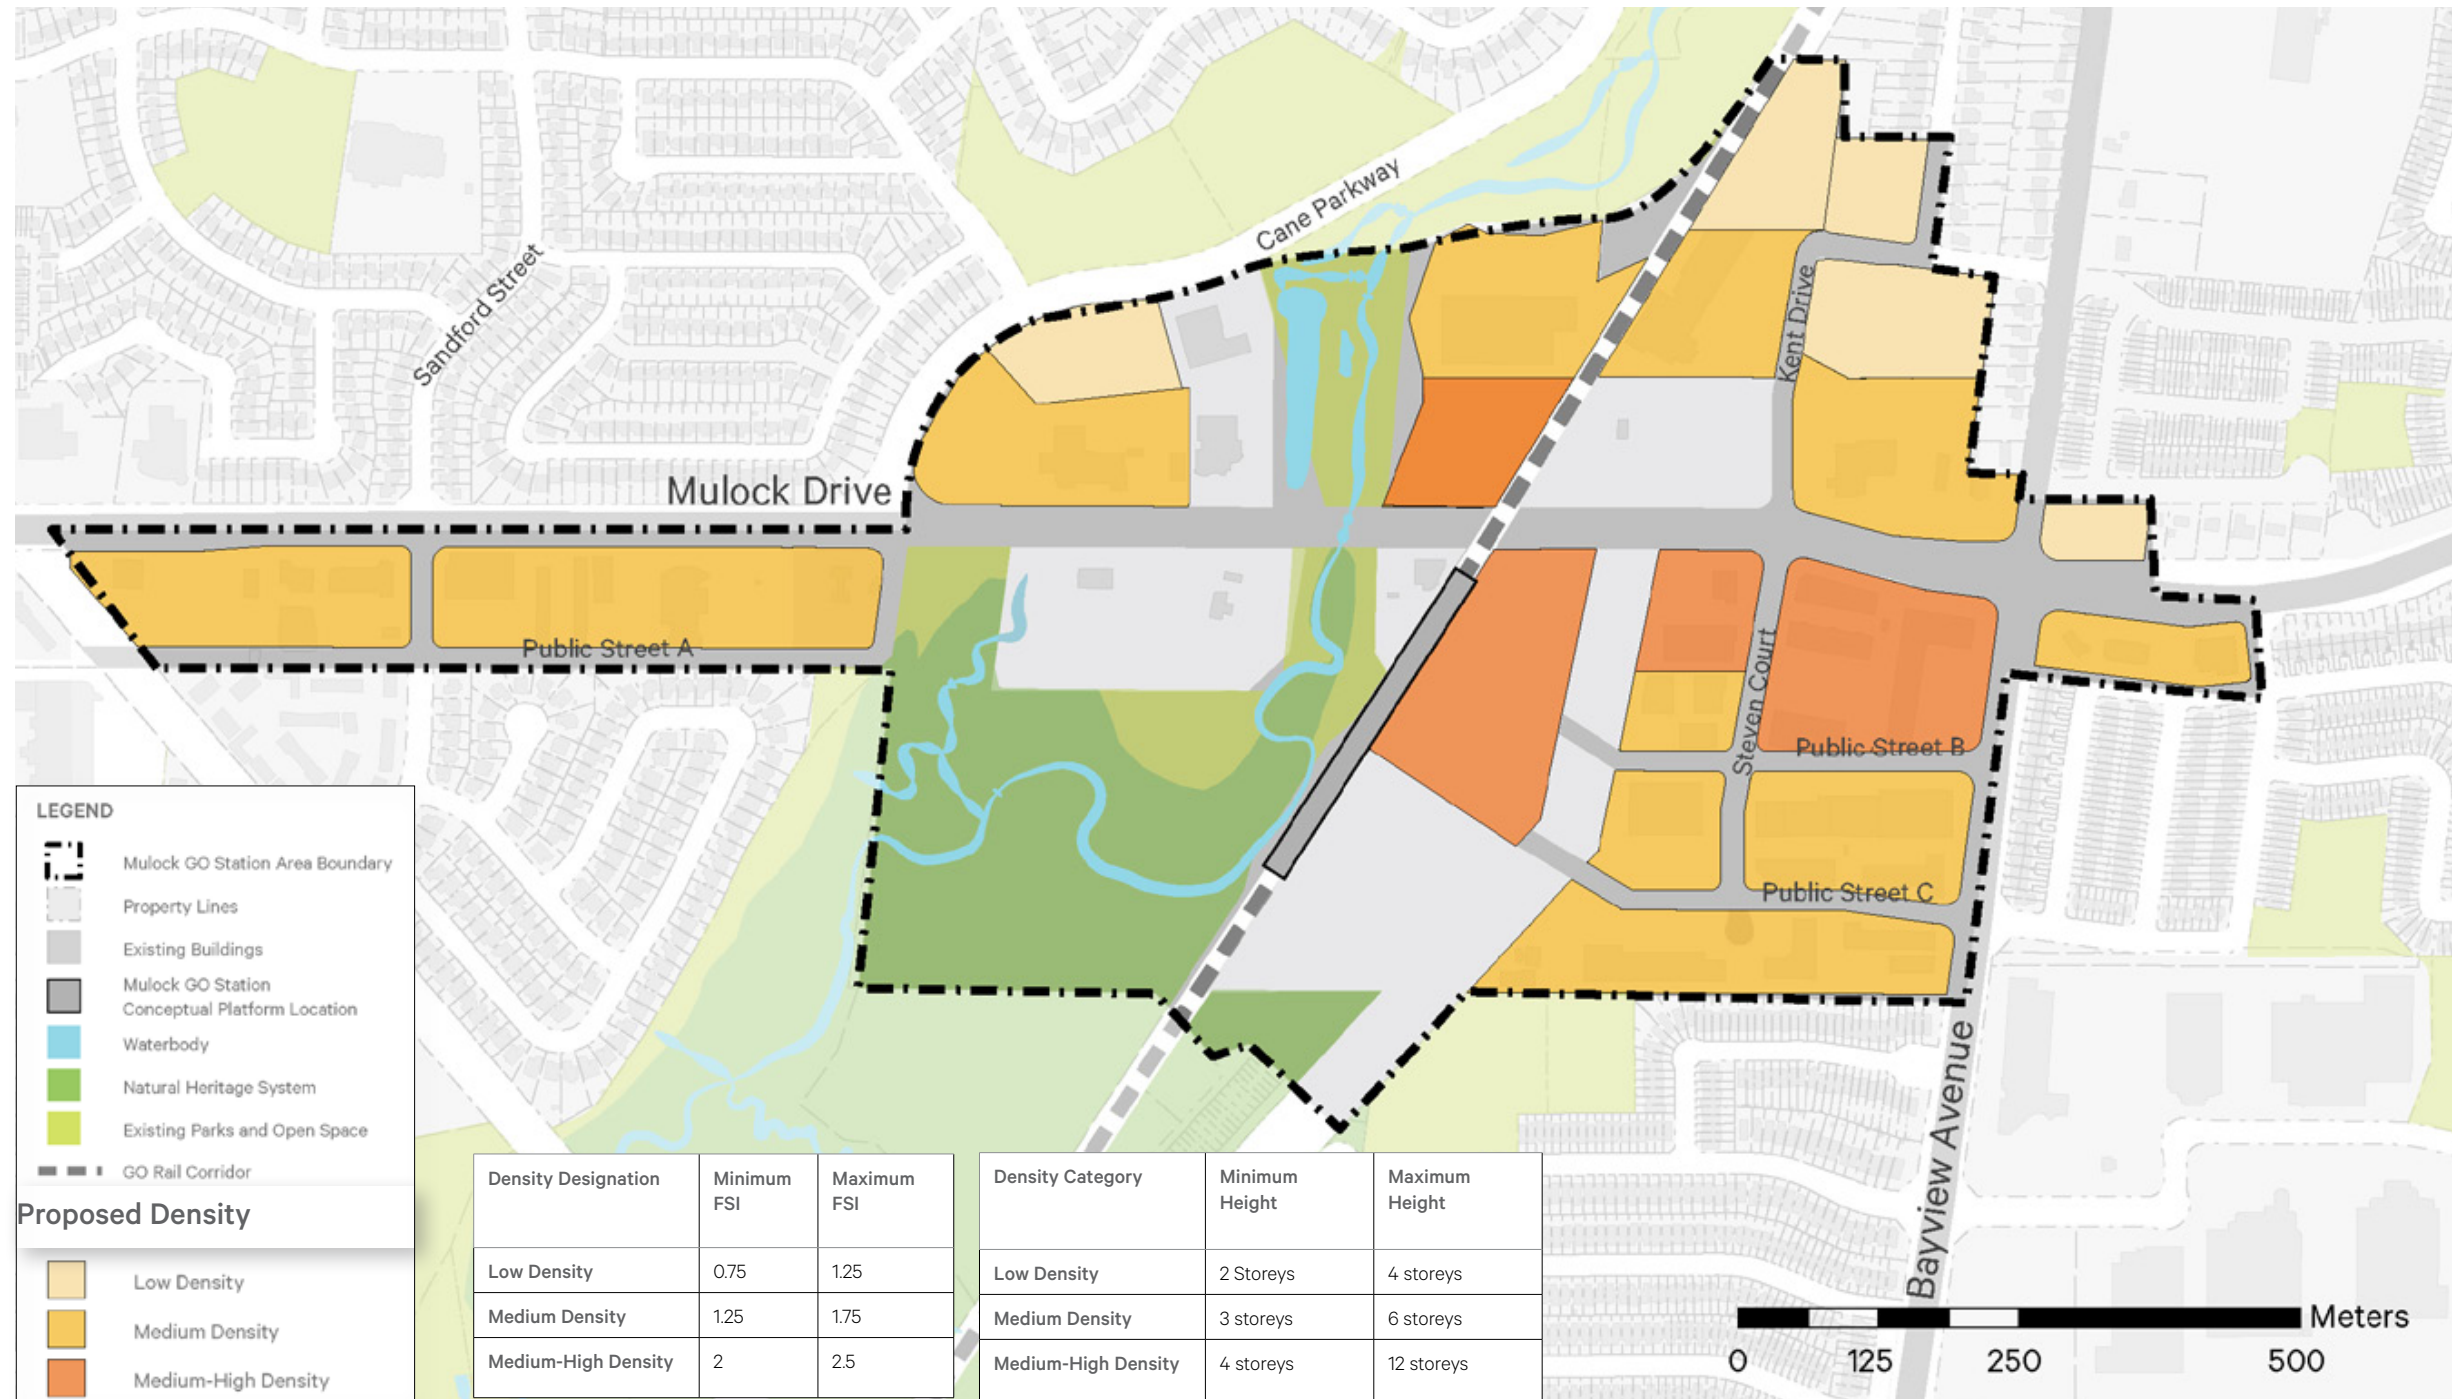 Cane Parkway
Sandford Street
Kent Drive
Mulock Drive
Public Street A
Steven Court
Public Street B
Public Street C
Bayview Avenue
LEGEND
Mulock GO Station Area Boundary
Property Lines
Existing Buildings
Mulock GO Station
Conceptual Platform Location
Waterbody
Natural Heritage System
Existing Parks and Open Space
GO Rail Corridor
Proposed Density
Low Density
Medium Density
Medium-High Density
Density Designation Minimum FSI Maximum FSI
Low Density 0.75 1.25
Medium Density 1.25 1.75
Medium-High Density 2 2.5
Density Category Minimum Height Maximum Height
Low Density 2 Storeys 4 storeys
Medium Density 3 storeys 6 storeys
Medium-High Density 4 storeys 12 storeys
Meters
0 125 250 500